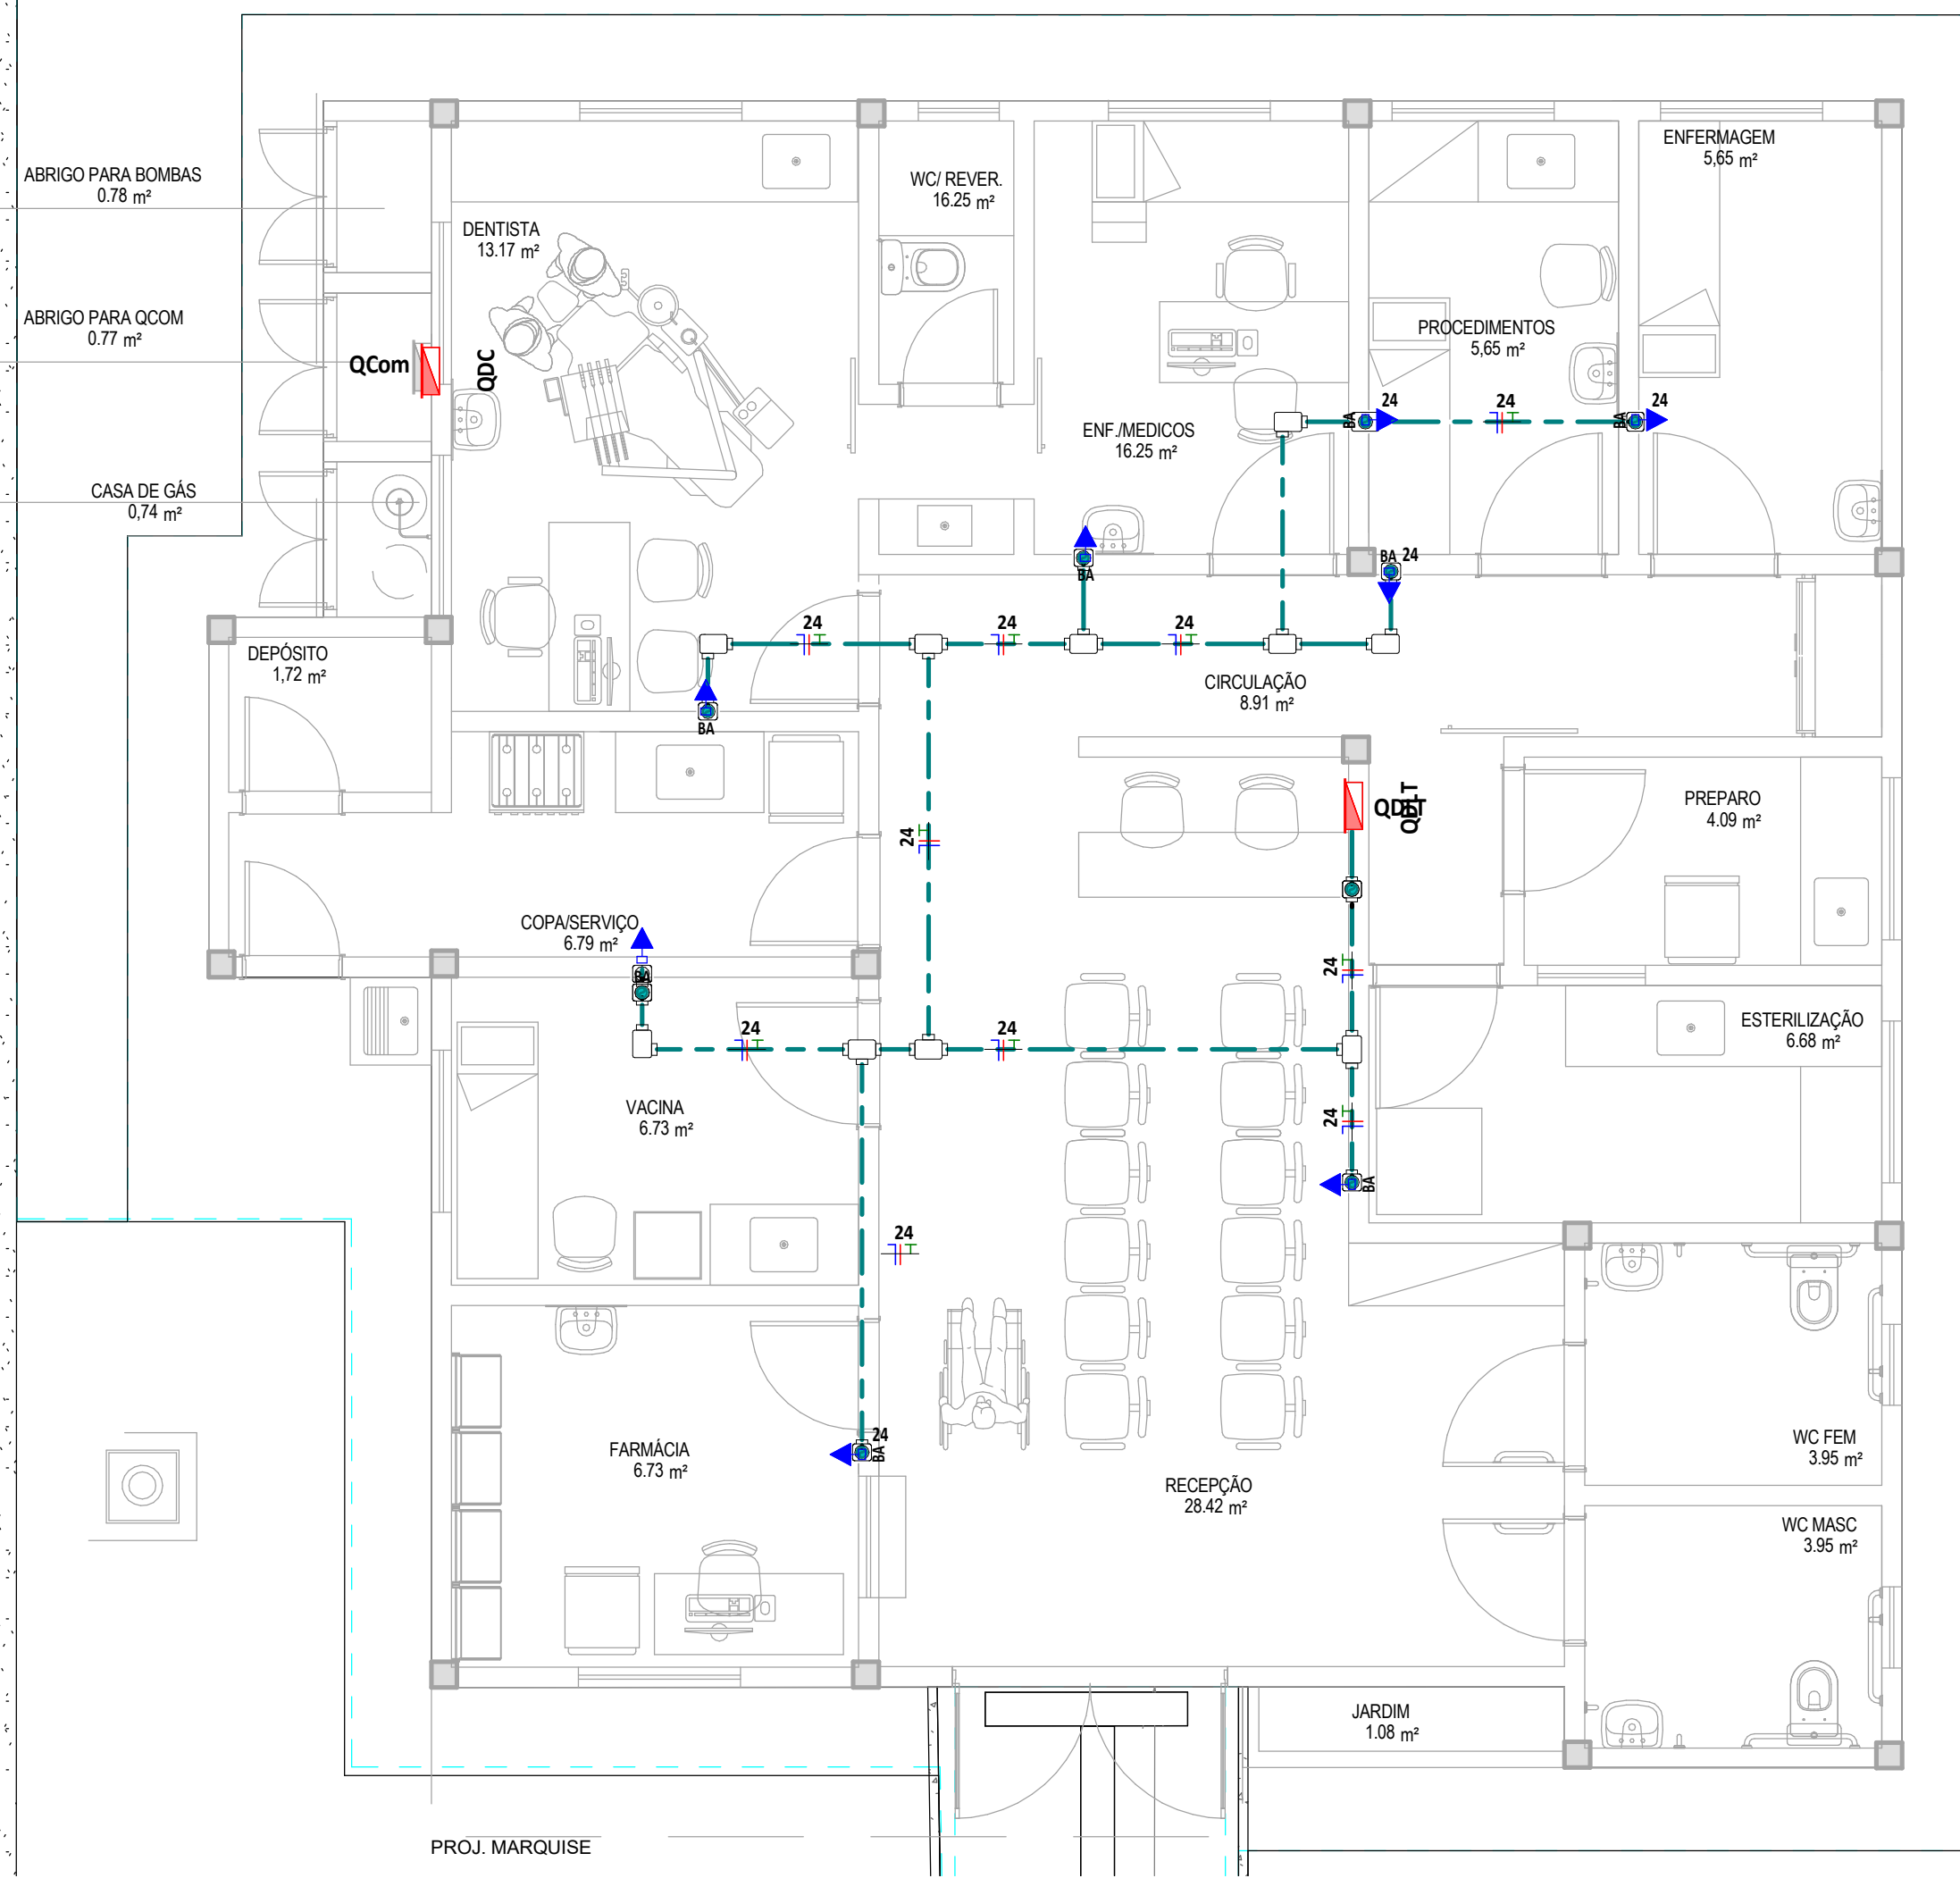 ENFERMAGEM
5,65 m²
ABRIGO PARA BOMBAS
0.78 m²
WC/ REVER.
16.25 m²
DENTISTA
13.17 m²
ABRIGO PARA QCOM
0.77 m²
PROCEDIMENTOS
5,65 m²
QCom
QDC
24
24
24
BA
BA
ENF./MEDICOS
16.25 m²
CASA DE GÁS
0,74 m²
BA 24
BA
24
24
24
DEPÓSITO
1,72 m²
CIRCULAÇÃO
8.91 m²
BA
QDLT
QDLT
PREPARO
4.09 m²
24
COPA/SERVIÇO
6.79 m²
BA
24
24
24
ESTERILIZAÇÃO
6.68 m²
VACINA
6.73 m²
24
BA
24
24
BA
FARMÁCIA
6.73 m²
WC FEM
3.95 m²
RECEPÇÃO
28.42 m²
WC MASC
3.95 m²
JARDIM
1.08 m²
PROJ. MARQUISE